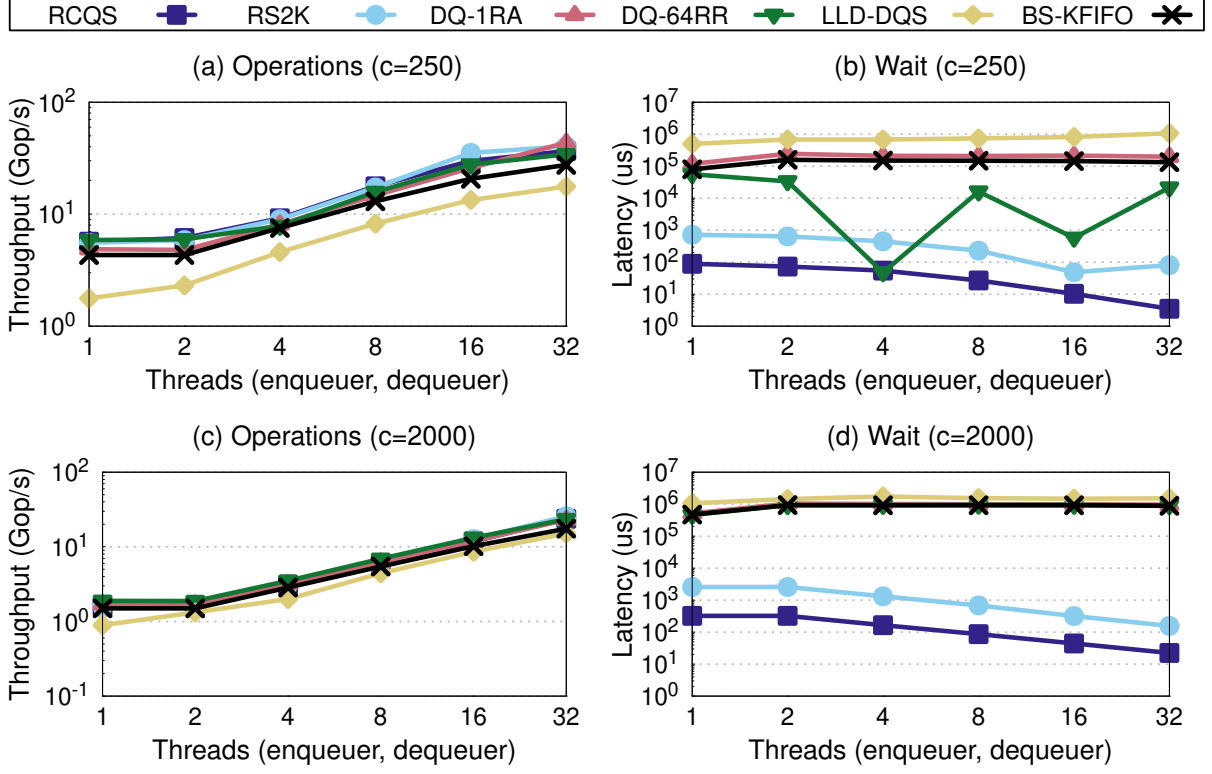 RCQS RS2K DQ-1RA DQ-64RR LLD-DQS BS-KFIFO
(a) Operations (c=250)
Throughput (Gop/s)
10^2
10^1
10^0
1 2 4 8 16 32
Threads (enqueuer, dequeuer)
(b) Wait (c=250)
Latency (us)
10^7
10^6
10^5
10^4
10^3
10^2
10^1
10^0
1 2 4 8 16 32
Threads (enqueuer, dequeuer)
(c) Operations (c=2000)
Throughput (Gop/s)
10^2
10^1
10^0
10^-1
1 2 4 8 16 32
Threads (enqueuer, dequeuer)
(d) Wait (c=2000)
Latency (us)
10^7
10^6
10^5
10^4
10^3
10^2
10^1
10^0
1 2 4 8 16 32
Threads (enqueuer, dequeuer)